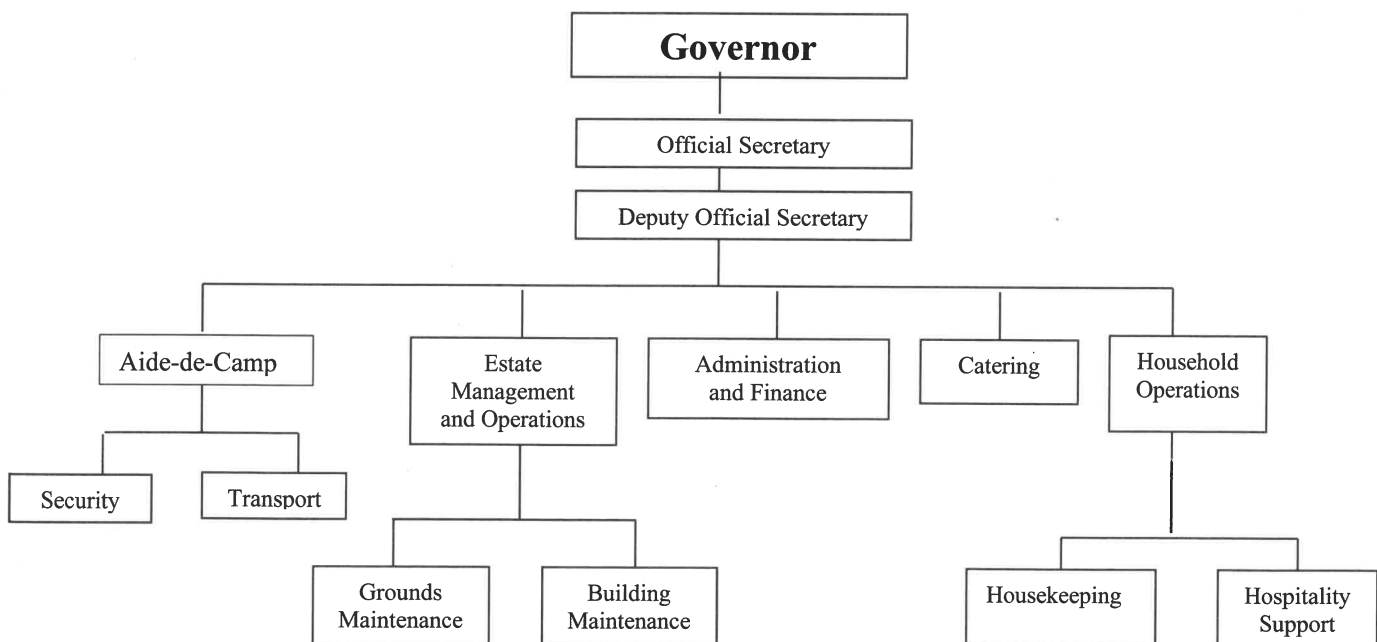 Governor
Official Secretary
Deputy Official Secretary
Aide-de-Camp
Estate
Management
and Operations
Administration
and Finance
Catering
Household
Operations
Security
Transport
Grounds
Maintenance
Building
Maintenance
Housekeeping
Hospitality
Support